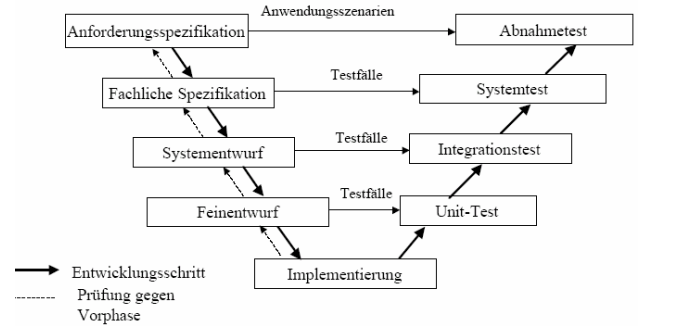 Anwendungsszenarien
Anforderungsspezifikation
Abnahmetest
Testfälle
Fachliche Spezifikation
Systemtest
Testfälle
Systementwurf
Integrationstest
Testfälle
Feinentwurf
Unit-Test
Implementierung
Entwicklungsschritt
Prüfung gegen
Vorphase